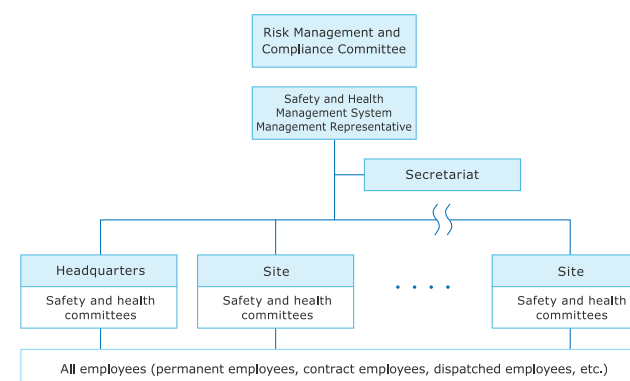 Risk Management and
Compliance Committee
Safety and Health
Management System
Management Representative
Secretariat
Headquarters
Site
Site
Safety and health
committees
Safety and health
committees
Safety and health
committees
All employees (permanent employees, contract employees, dispatched employees, etc.)